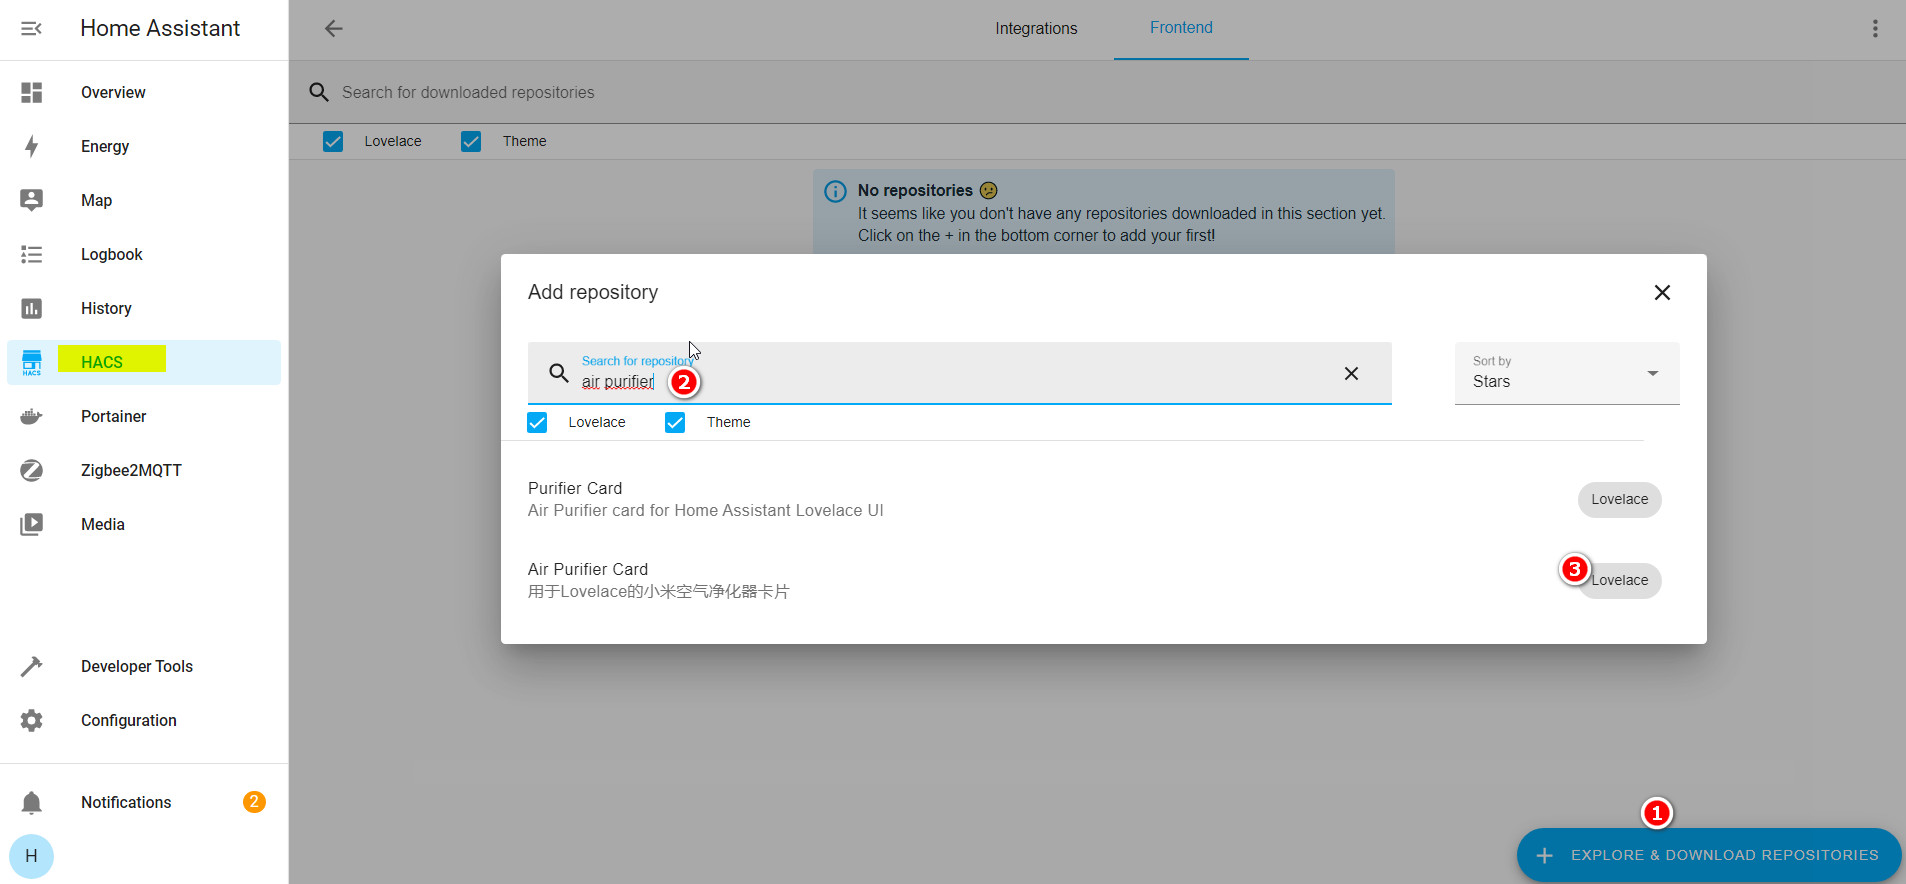 Home Assistant
Overview
Energy
Map
Logbook
History
HACS
HACS
Portainer
Zigbee2MQTT
Media
Developer Tools
Configuration
Notifications
2
H
Integrations
Frontend
Search for downloaded repositories
Lovelace
Theme
No repositories
It seems like you don't have any repositories downloaded in this section yet.
Click on the + in the bottom corner to add your first!
Add repository
Search for repository
air purifier
2
Sort by
Stars
Lovelace
Theme
Purifier Card
Air Purifier card for Home Assistant Lovelace UI
Lovelace
Air Purifier Card
用于Lovelace的小米空气净化器卡片
3
Lovelace
1
+ EXPLORE & DOWNLOAD REPOSITORIES